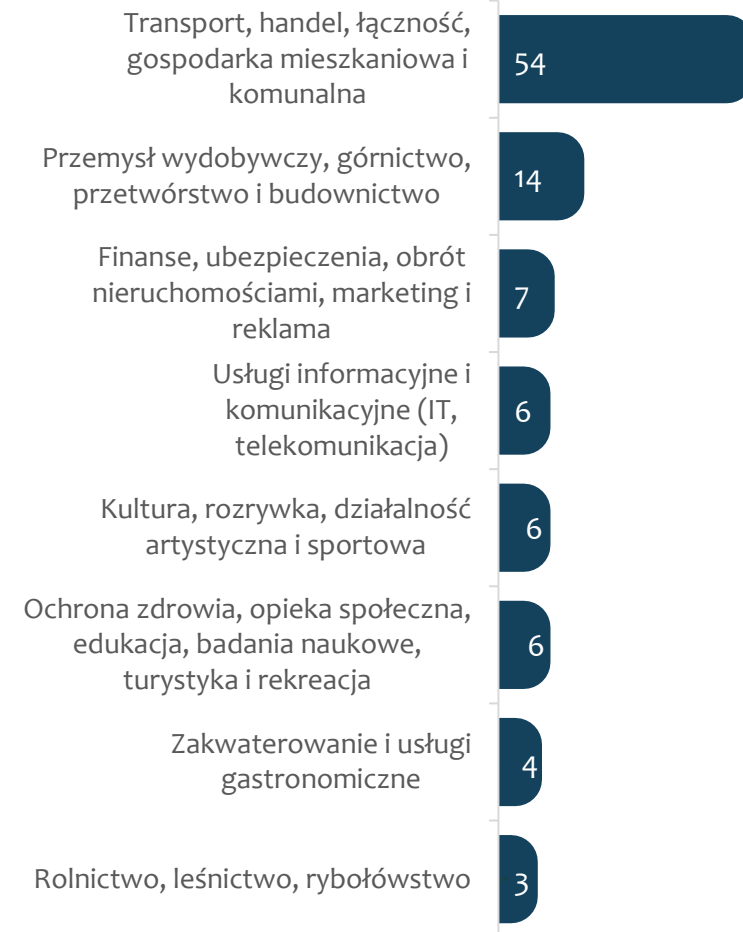 Transport, handel, łączność,
gospodarka mieszkaniowa i
komunalna
54
Przemysł wydobywczy, górnictwo,
przetwórstwo i budownictwo
14
Finanse, ubezpieczenia, obrót
nieruchomościami, marketing i
reklama
7
Usługi informacyjne i
komunikacyjne (IT,
telekomunikacja)
6
Kultura, rozrywka, działalność
artystyczna i sportowa
6
Ochrona zdrowia, opieka społeczna,
edukacja, badania naukowe,
turystyka i rekreacja
6
Zakwaterowanie i usługi
gastronomiczne
4
Rolnictwo, leśnictwo, rybołówstwo
3